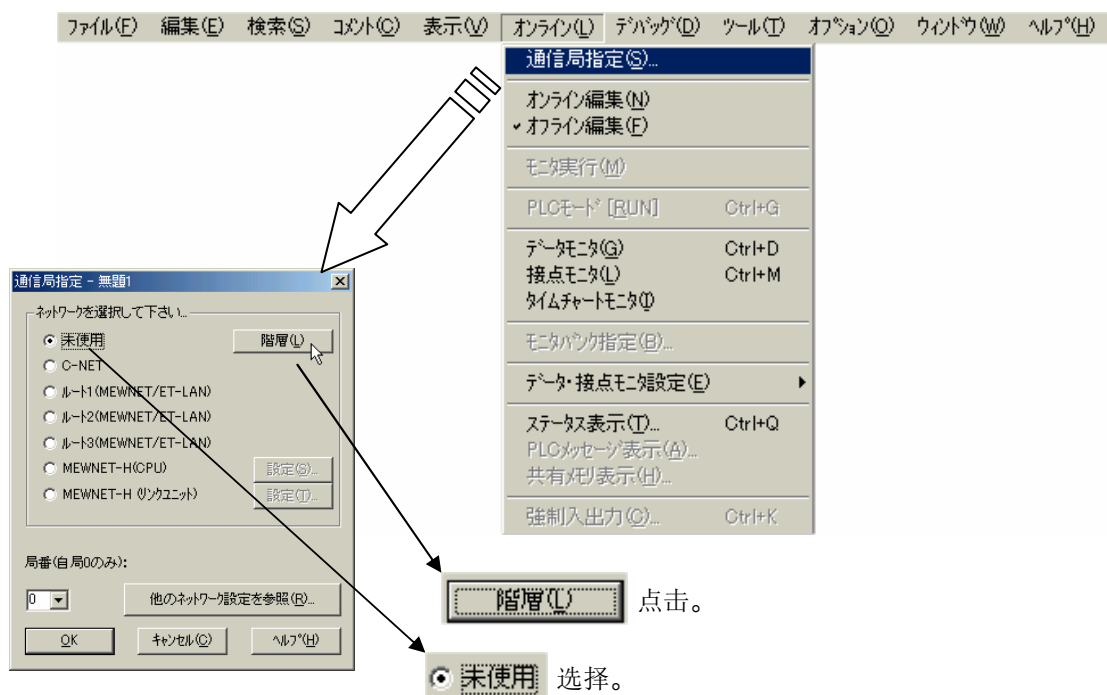 ファイル(F) 編集(E) 検索(S) コメント(C) 表示(V) オンライン(L) デバッグ(D) ツール(T) オプション(O) ウィンドウ(W) ヘルプ(H)
通信局指定(S)...
オンライン編集(N)
✓オフライン編集(F)
モニタ実行(M)
PLCモード [RUN] Ctrl+G
データモニタ(G) Ctrl+D
接点モニタ(L) Ctrl+M
タイムチャートモニタ(I)
モニタバンク指定(B)...
データ・接点モニタ設定(E)
ステータス表示(T)... Ctrl+Q
PLCメッセージ表示(A)...
共有メモリ表示(H)...
強制入出力(C)... Ctrl+K
通信局指定 - 無題1
ネットワークを選択して下さい...
未使用 階層(L)
C-NET
ルート1(MEWNET/ET-LAN)
ルート2(MEWNET/ET-LAN)
ルート3(MEWNET/ET-LAN)
MEWNET-H(CPU) 設定(S)...
MEWNET-H (リンクユニット) 設定(T)...
局番(自局0のみ):
0 他のネットワーク設定を参照(R)...
OK キャンセル(C) ヘルプ(H)
階層(L) 点击。
未使用 选择。